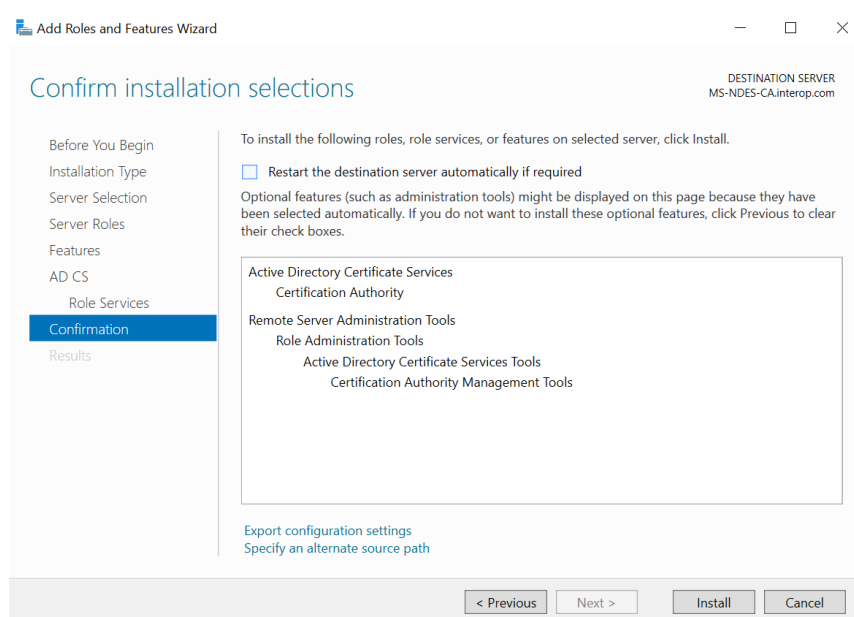 Add Roles and Features Wizard
Confirm installation selections
DESTINATION SERVER
MS-NDES-CA.interop.com
Before You Begin
Installation Type
Server Selection
Server Roles
Features
AD CS
Role Services
Confirmation
Results
To install the following roles, role services, or features on selected server, click Install.
Restart the destination server automatically if required
Optional features (such as administration tools) might be displayed on this page because they have
been selected automatically. If you do not want to install these optional features, click Previous to clear
their check boxes.
Active Directory Certificate Services
Certification Authority
Remote Server Administration Tools
Role Administration Tools
Active Directory Certificate Services Tools
Certification Authority Management Tools
Export configuration settings
Specify an alternate source path
< Previous
Next >
Install
Cancel